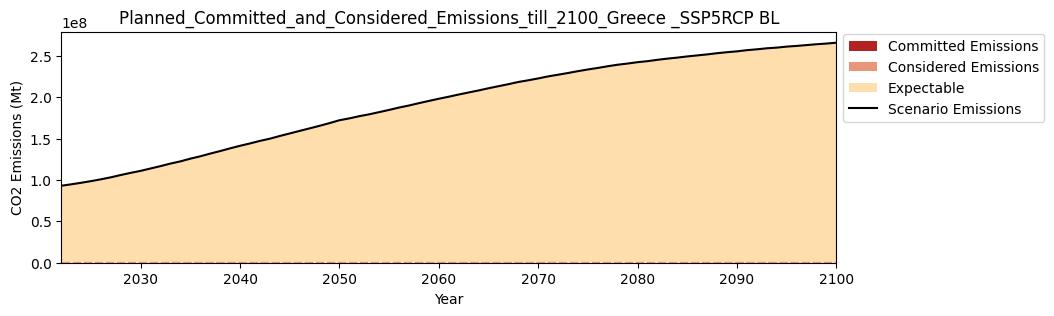 Planned_Committed_and_Considered_Emissions_till_2100_Greece _SSP5RCP BL
1e8
2.5
2.0
1.5
1.0
0.5
0.0
CO2 Emissions (Mt)
2030 2040 2050 2060 2070 2080 2090 2100
Year
Committed Emissions
Considered Emissions
Expectable
Scenario Emissions